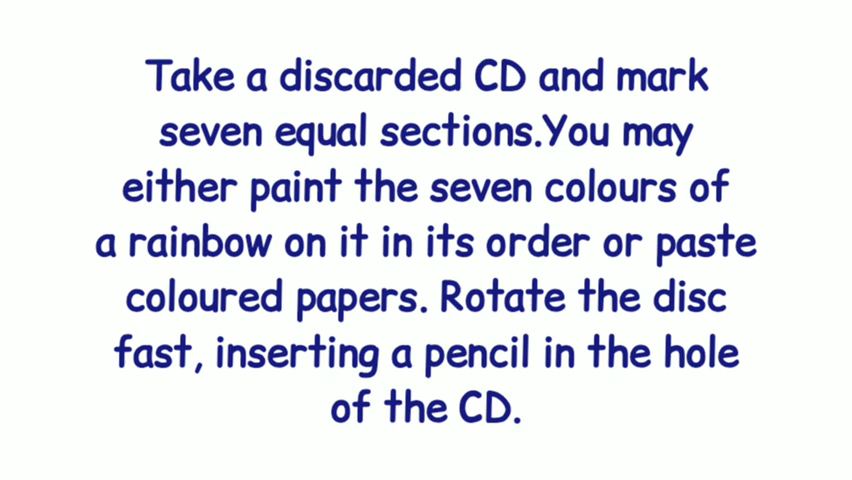 Take a discarded CD and mark
seven equal sections.You may
either paint the seven colours of
a rainbow on it in its order or paste
coloured papers. Rotate the disc
fast, inserting a pencil in the hole
of the CD.